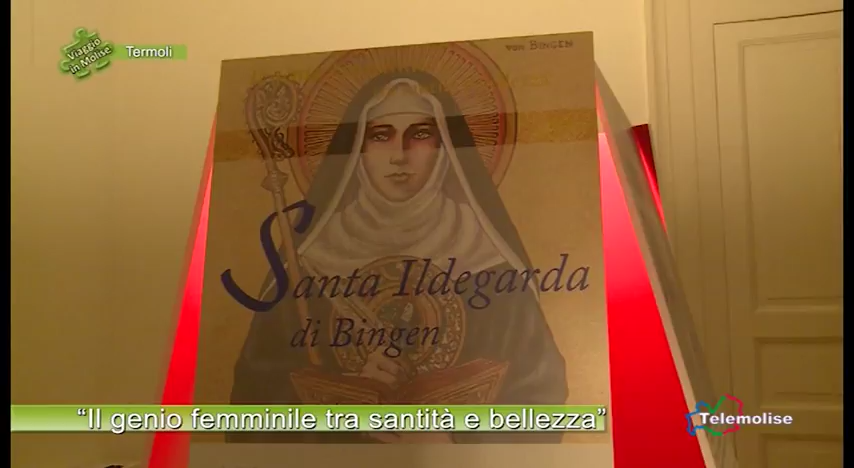 Viaggio
in Molise
Termoli
VON BINGEN
Santa Ildegarda
di Bingen
“Il genio femminile tra santità e bellezza”
Telemolise